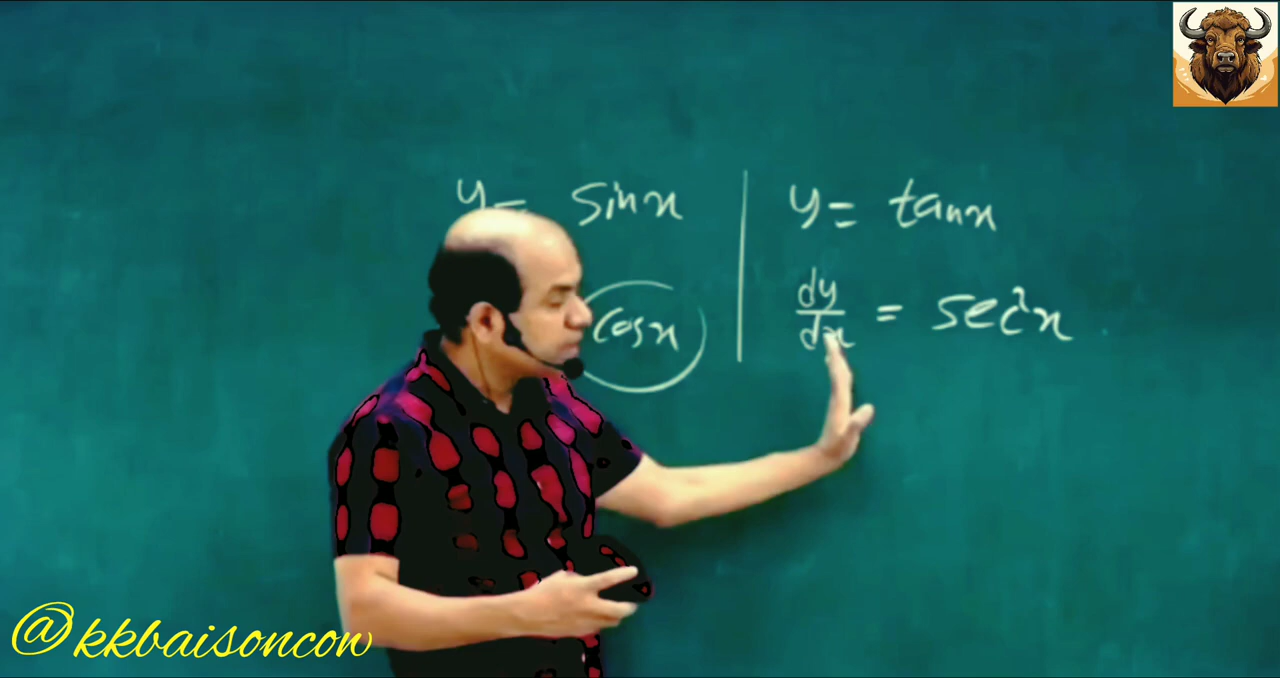 y = sinx
cosx
y = tanx
dy/dx = sec²x
@kkbaisoncow